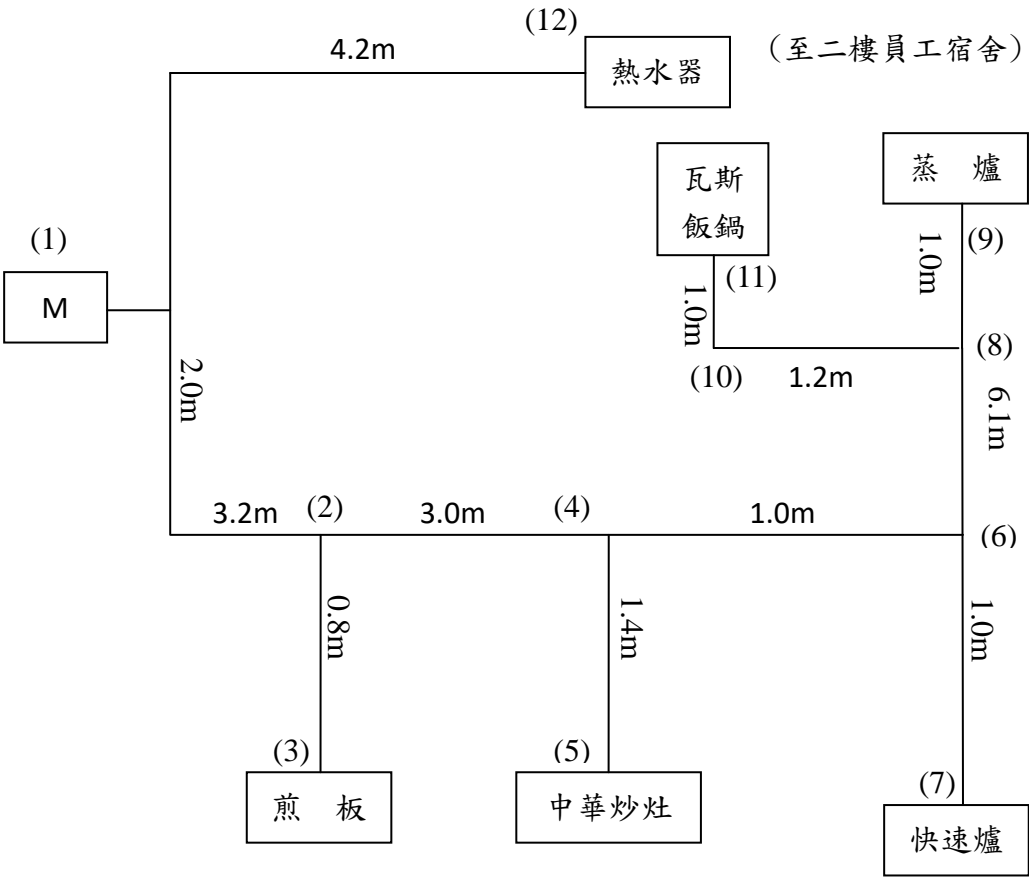 (12)
4.2m
熱水器
(至二樓員工宿舍)
瓦斯
飯鍋
蒸 爐
(1)
M
(9)
1.0m
(11)
1.0m
(8)
(10)
1.2m
2.0m
6.1m
3.2m
(2)
3.0m
(4)
1.0m
(6)
0.8m
1.4m
1.0m
(3)
(5)
(7)
煎 板
中華炒灶
快速爐